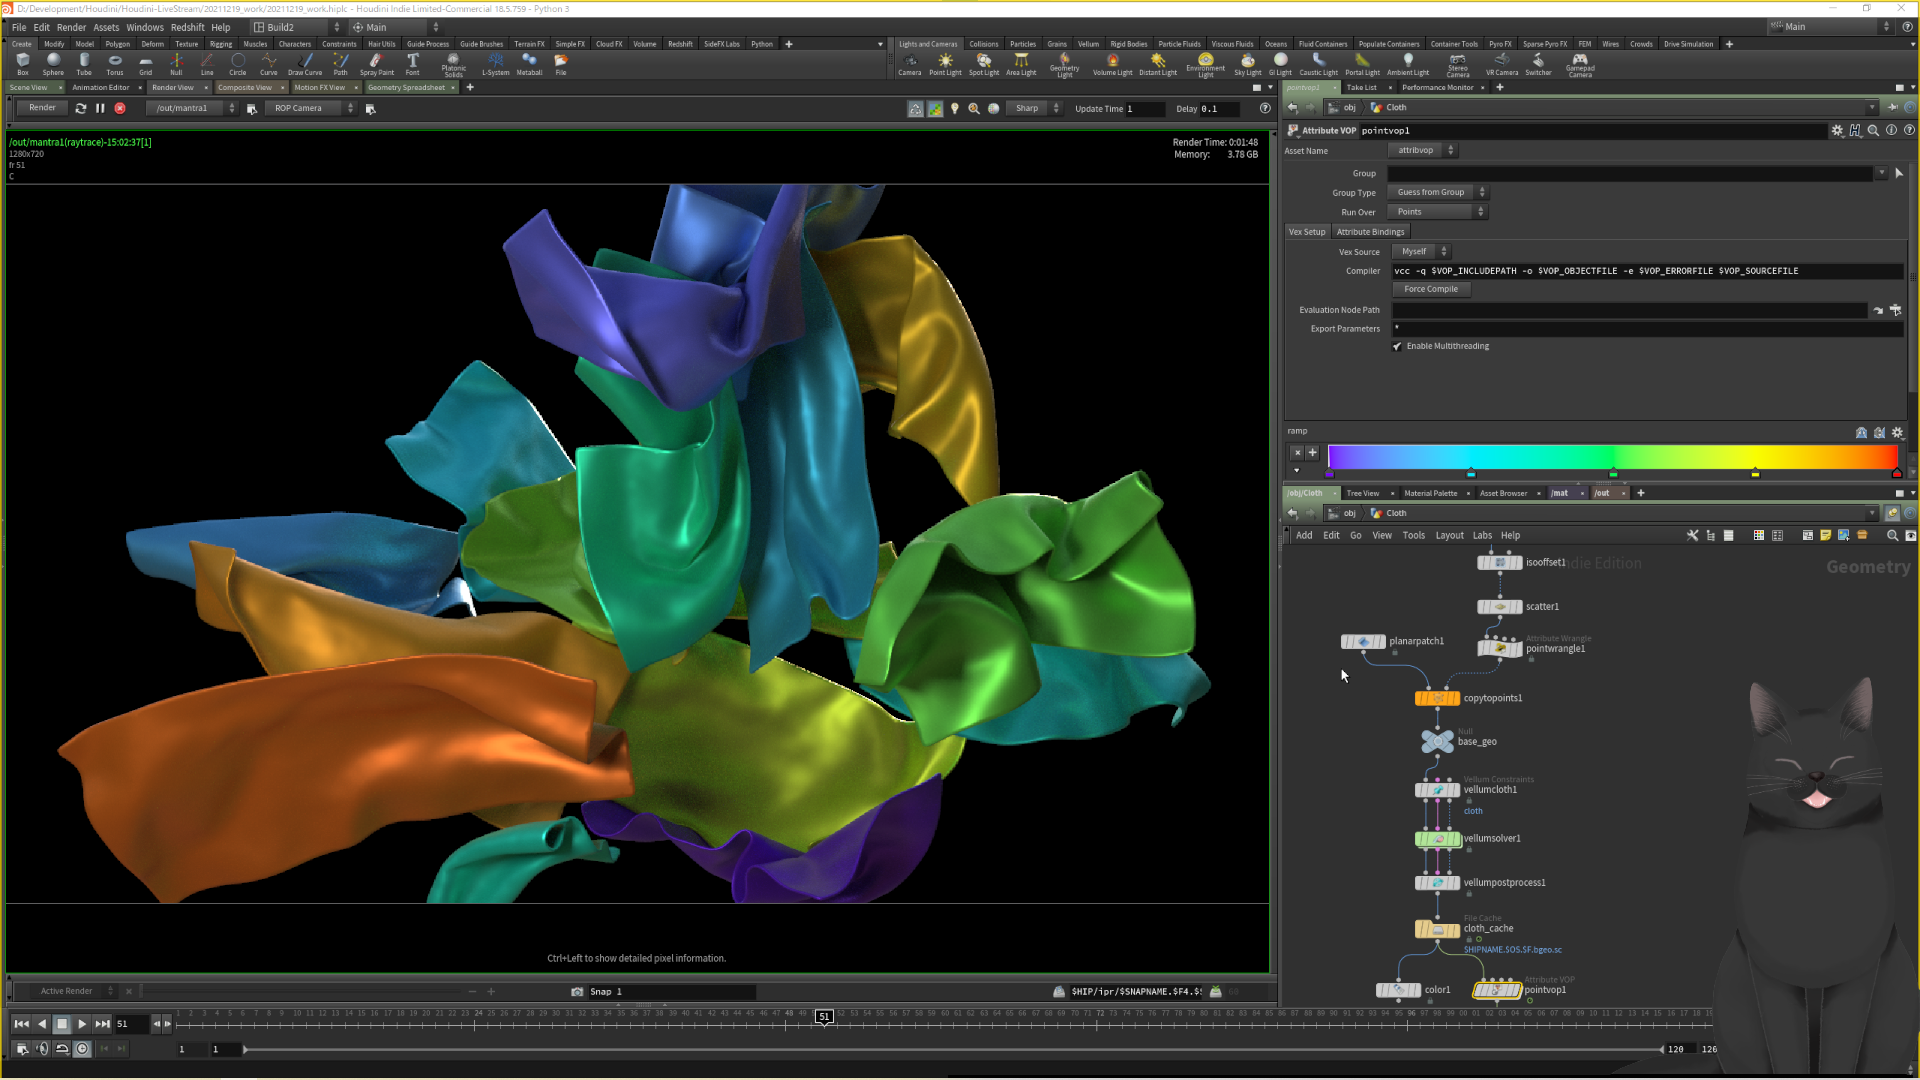 D:/Development/Houdini/Houdini-LiveStream/20211219_work/20211219_work.hiplc - Houdini Indie Limited-Commercial 18.5.759 - Python 3
File Edit Render Assets Windows Redshift Help Build2 Main Main
Create Modify Model Polygon Deform Texture Rigging Muscles Characters Constraints Hair Utils Guide Process Guide Brushes Terrain FX Simple FX Cloud FX Volume Redshift SideFX Labs Python
Lights and Cameras Collisions Particles Grains Vellum Rigid Bodies Particle Fluids Viscous Fluids Oceans Fluid Containers Populate Containers Container Tools Pyro FX Sparse Pyro FX FEM Wires Crowds Drive Simulation
Box Sphere Tube Torus Grid Null Line Circle Curve Draw Curve Path Spray Paint Font Platonic Solids L-System Metaball File
Camera Point Light Spot Light Area Light Geometry Light Volume Light Distant Light Environment Light Sky Light GI Light Caustic Light Portal Light Ambient Light Stereo Camera VR Camera Switcher Gamepad Camera
Scene View Animation Editor Render View Composite View Motion FX View Geometry Spreadsheet
pointvop1 Take List Performance Monitor
Render /out/mantra1 ROP Camera Sharp Update Time 1 Delay 0.1
obj Cloth
Attribute VOP pointvop1
Asset Name attribvop
Group
Group Type Guess from Group
Run Over Points
Vex Setup Attribute Bindings
Vex Source Myself
Compiler vcc -q $VOP_INCLUDEPATH -o $VOP_OBJECTFILE -e $VOP_ERRORFILE $VOP_SOURCEFILE
Force Compile
Evaluation Node Path
Export Parameters *
Enable Multithreading
ramp
/out/mantra1(raytrace)-15:02:37[1]
1280x720
fr 51
C
Render Time: 0:01:48
Memory: 3.78 GB
Ctrl+Left to show detailed pixel information.
/obj/Cloth Tree View Material Palette Asset Browser /mat /out
obj Cloth
Add Edit Go View Tools Layout Labs Help
Indie Edition
Geometry
isooffset1
scatter1
planarpatch1
Attribute Wrangle
pointwrangle1
copytopoints1
Null
base_geo
Vellum Constraints
vellumcloth1
cloth
vellumsolver1
vellumpostprocess1
File Cache
cloth_cache
$HIPNAME.$OS.$F.bgeo.sc
color1
Attribute VOP
pointvop1
Active Render Snap 1 $HIP/ipr/$SNAPNAME.$F4.$
51 24 48 51 72 96
1 1 120 126